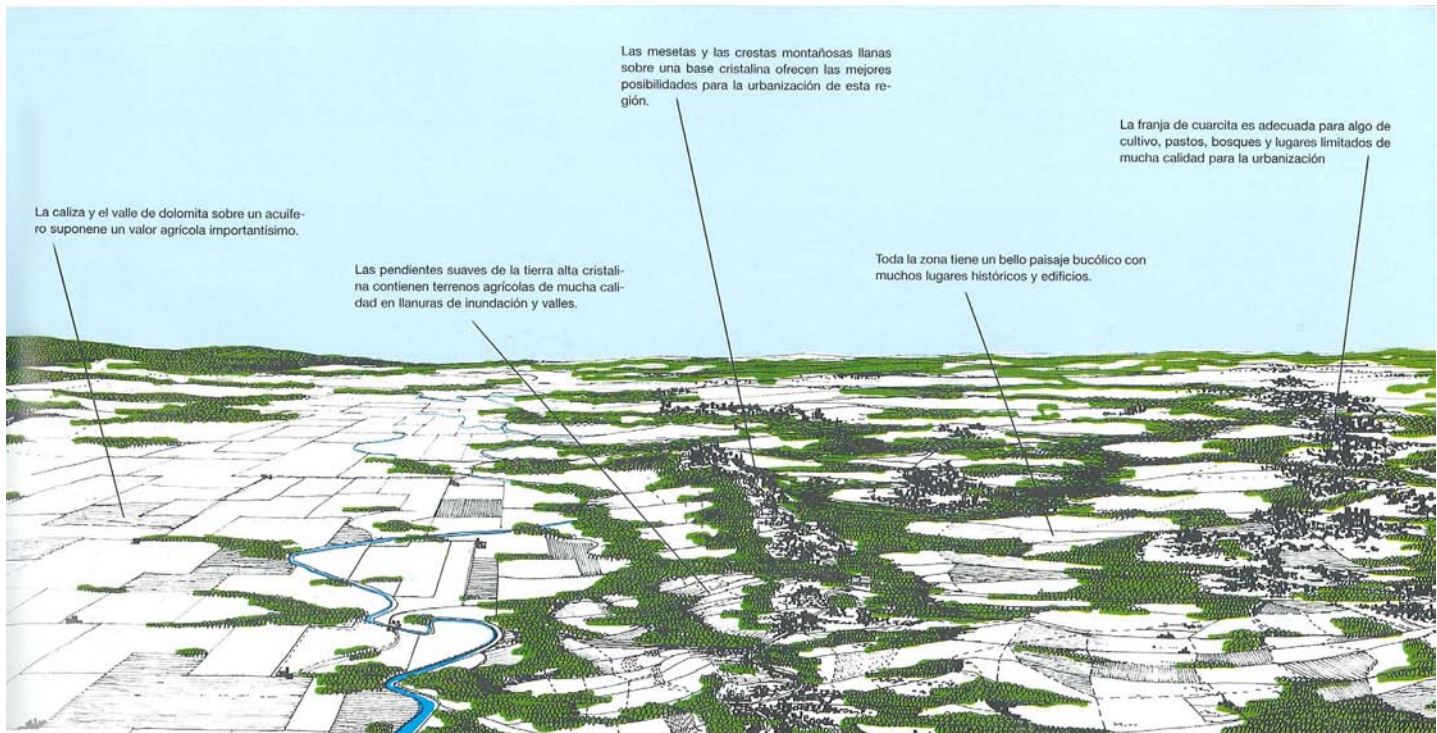 Las mesetas y las crestas montañosas llanas
sobre una base cristalina ofrecen las mejores
posibilidades para la urbanización de esta re-
gión.
La franja de cuarcita es adecuada para algo de
cultivo, pastos, bosques y lugares limitados de
mucha calidad para la urbanización
La caliza y el valle de dolomita sobre un acuífe-
ro suponene un valor agrícola importantísimo.
Las pendientes suaves de la tierra alta cristali-
na contienen terrenos agrícolas de mucha cali-
dad en llanuras de inundación y valles.
Toda la zona tiene un bello paisaje bucólico con
muchos lugares históricos y edificios.